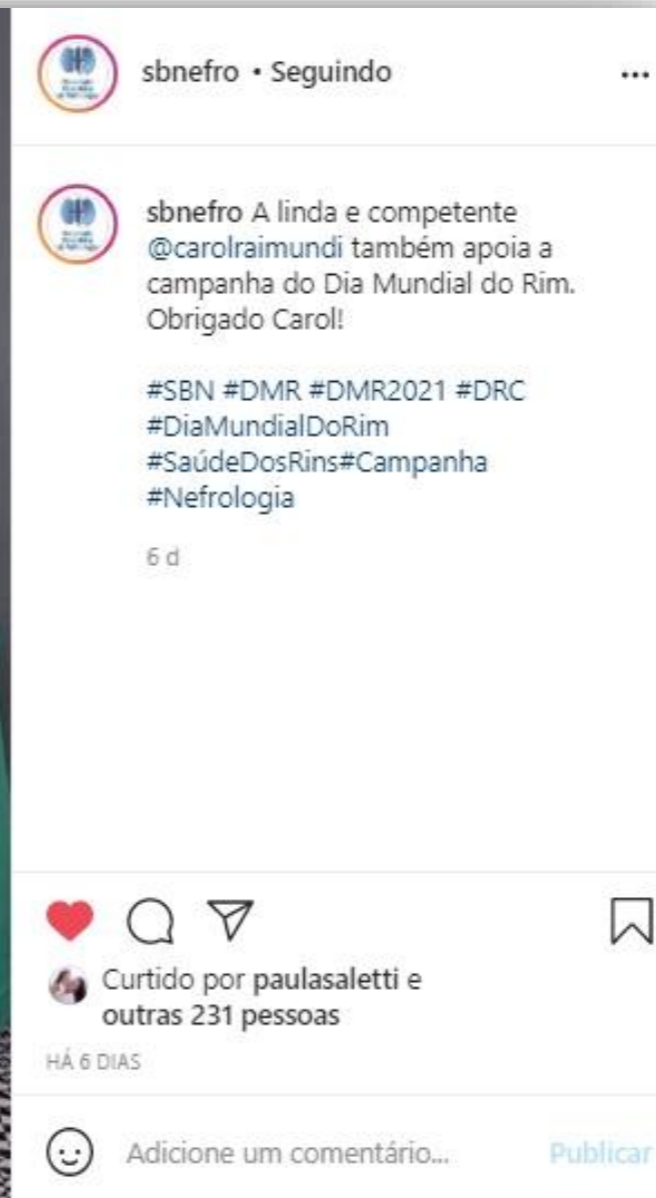 sbnefro • Seguindo
sbnefro A linda e competente
@carolraimundi também apoia a
campanha do Dia Mundial do Rim.
Obrigado Carol!
#SBN #DMR #DMR2021 #DRC
#DiaMundialDoRim
#SaúdeDosRins#Campanha
#Nefrologia
6 d
Curtido por paulasaletti e
outras 231 pessoas
HÁ 6 DIAS
Adicione um comentário... Publicar